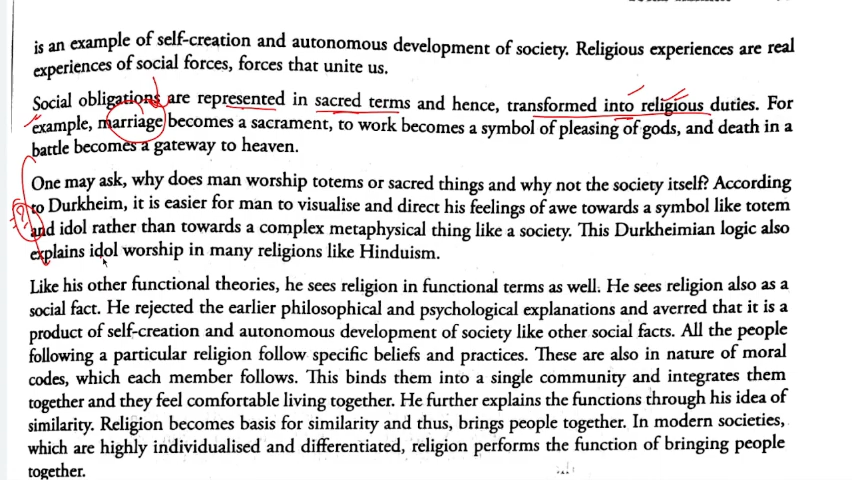 is an example of self-creation and autonomous development of society. Religious experiences are real
experiences of social forces, forces that unite us.
Social obligations are represented in sacred terms and hence, transformed into religious duties. For
example, marriage becomes a sacrament, to work becomes a symbol of pleasing of gods, and death in a
battle becomes a gateway to heaven.
One may ask, why does man worship totems or sacred things and why not the society itself? According
to Durkheim, it is easier for man to visualise and direct his feelings of awe towards a symbol like totem
and idol rather than towards a complex metaphysical thing like a society. This Durkheimian logic also
explains idol worship in many religions like Hinduism.
Like his other functional theories, he sees religion in functional terms as well. He sees religion also as a
social fact. He rejected the earlier philosophical and psychological explanations and averred that it is a
product of self-creation and autonomous development of society like other social facts. All the people
following a particular religion follow specific beliefs and practices. These are also in nature of moral
codes, which each member follows. This binds them into a single community and integrates them
together and they feel comfortable living together. He further explains the functions through his idea of
similarity. Religion becomes basis for similarity and thus, brings people together. In modern societies,
which are highly individualised and differentiated, religion performs the function of bringing people
together.